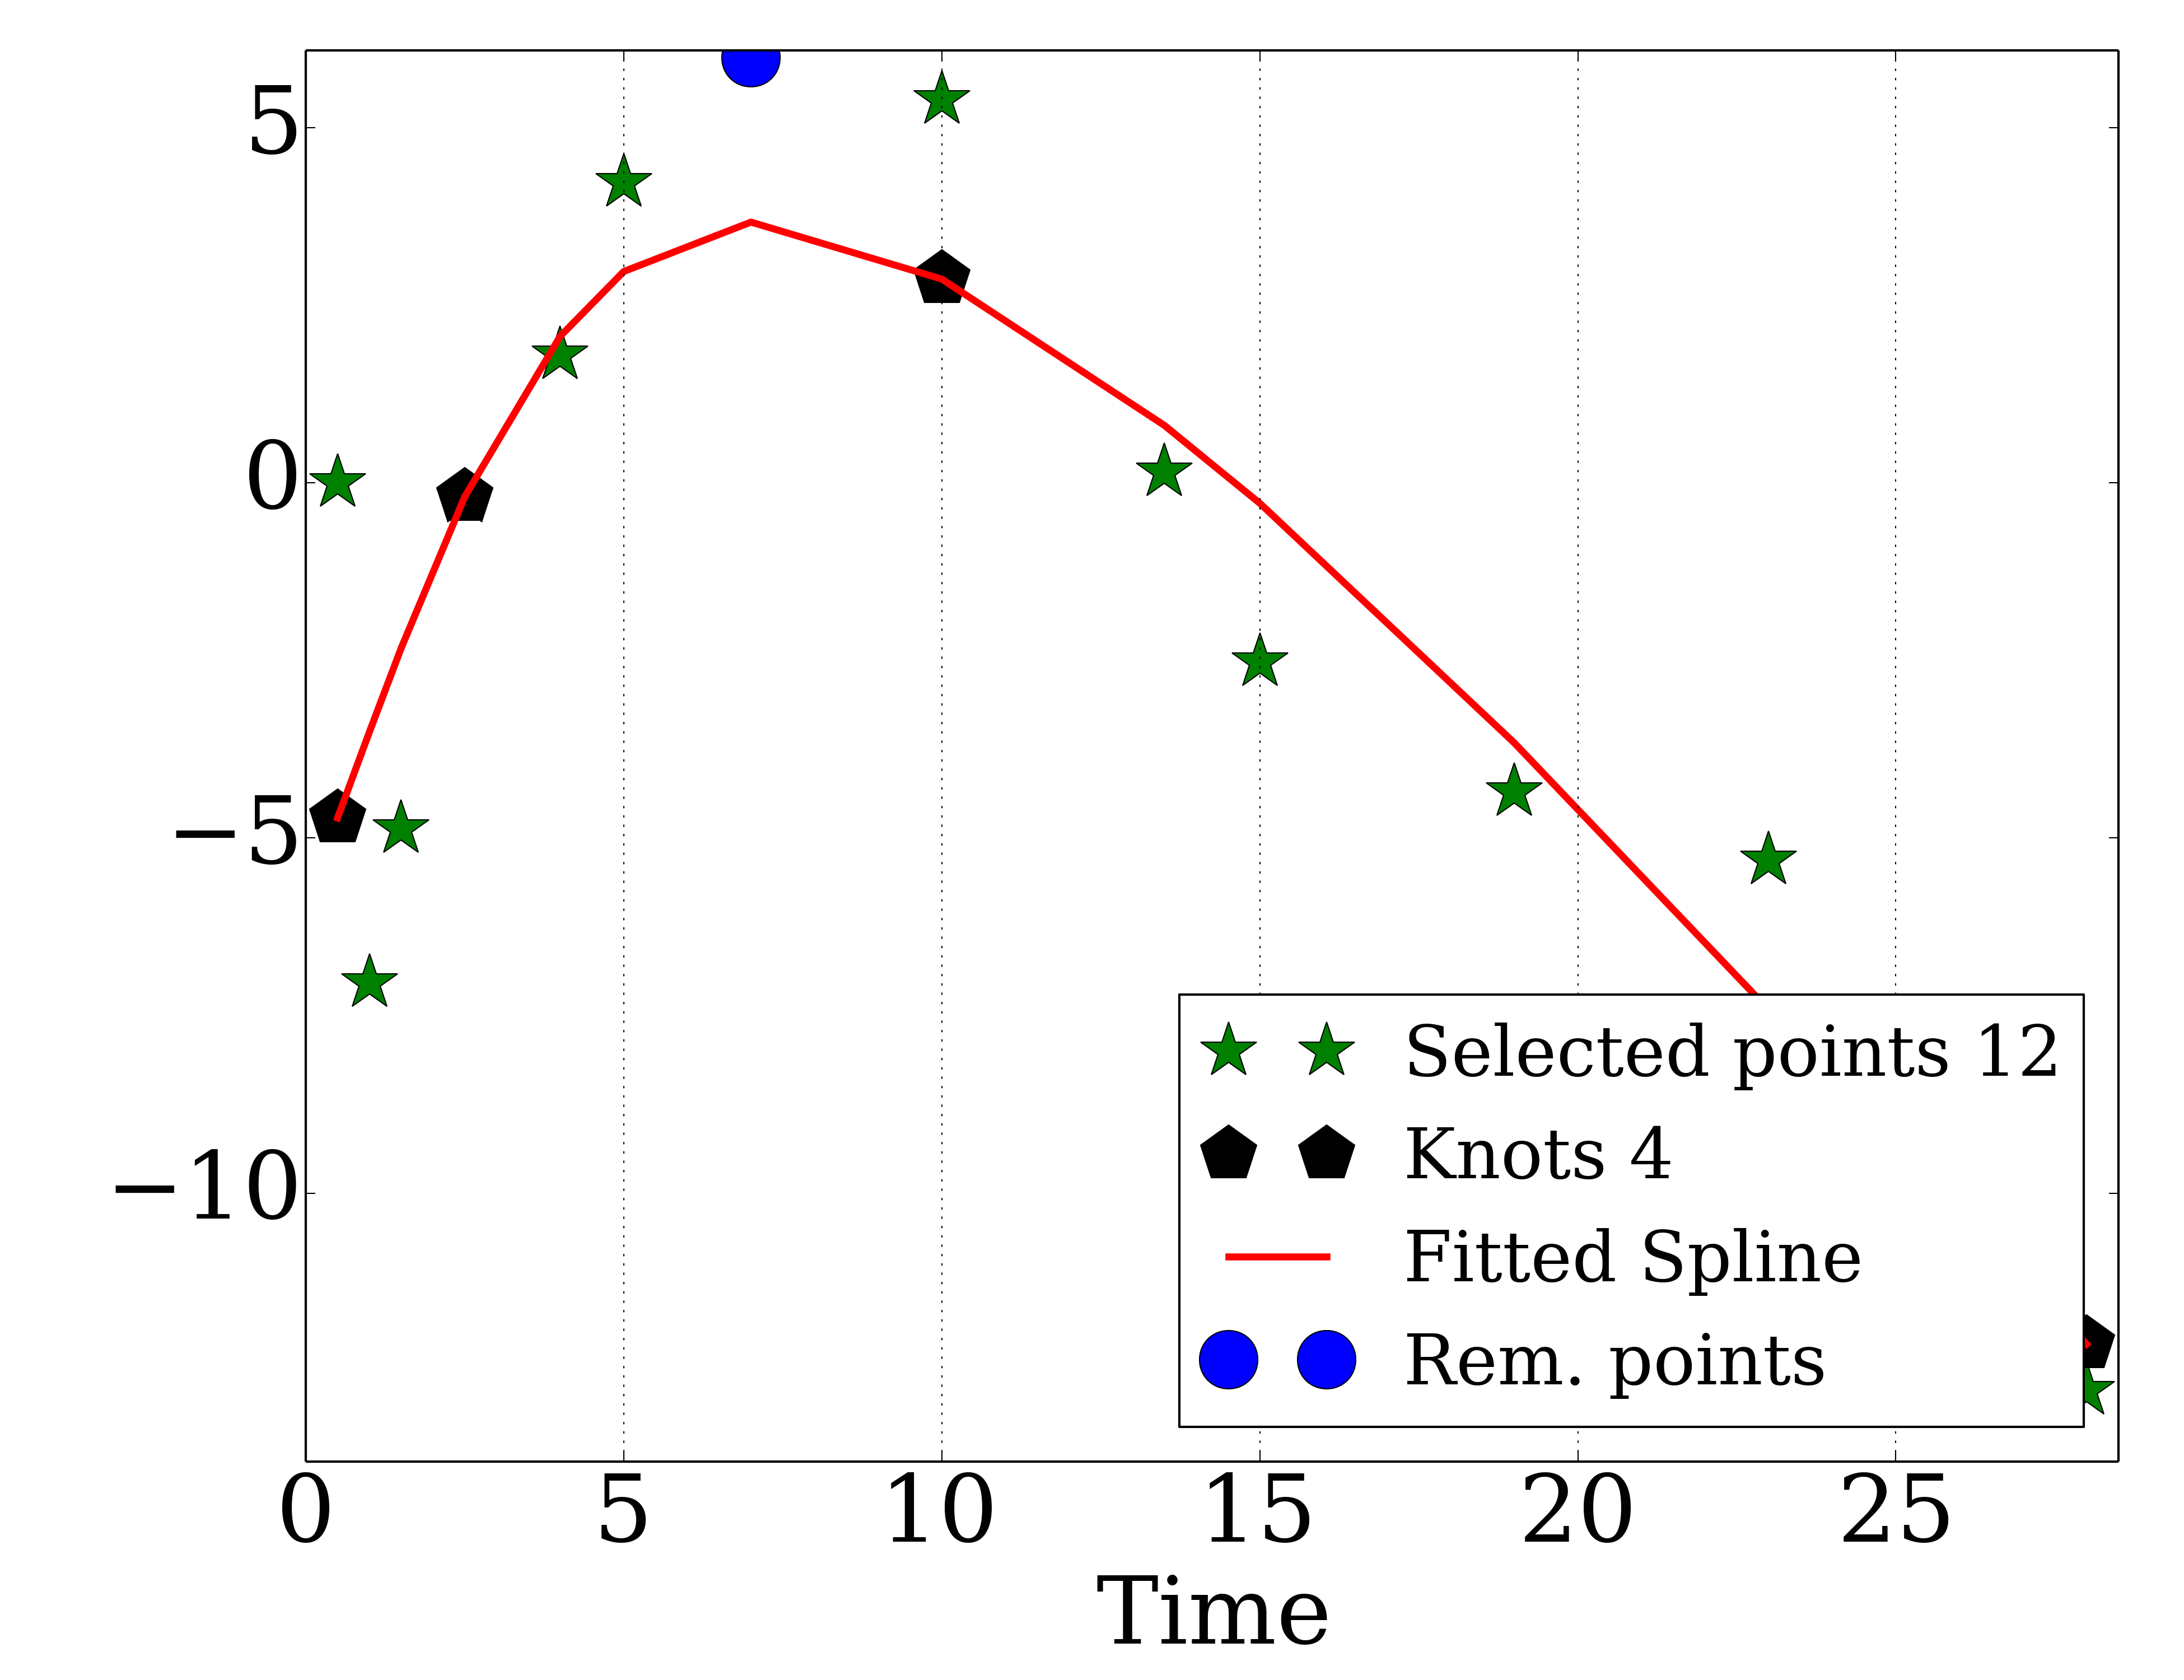 5
0
−5
−10
Selected points 12
Knots 4
Fitted Spline
Rem. points
0 5 10 15 20 25
Time